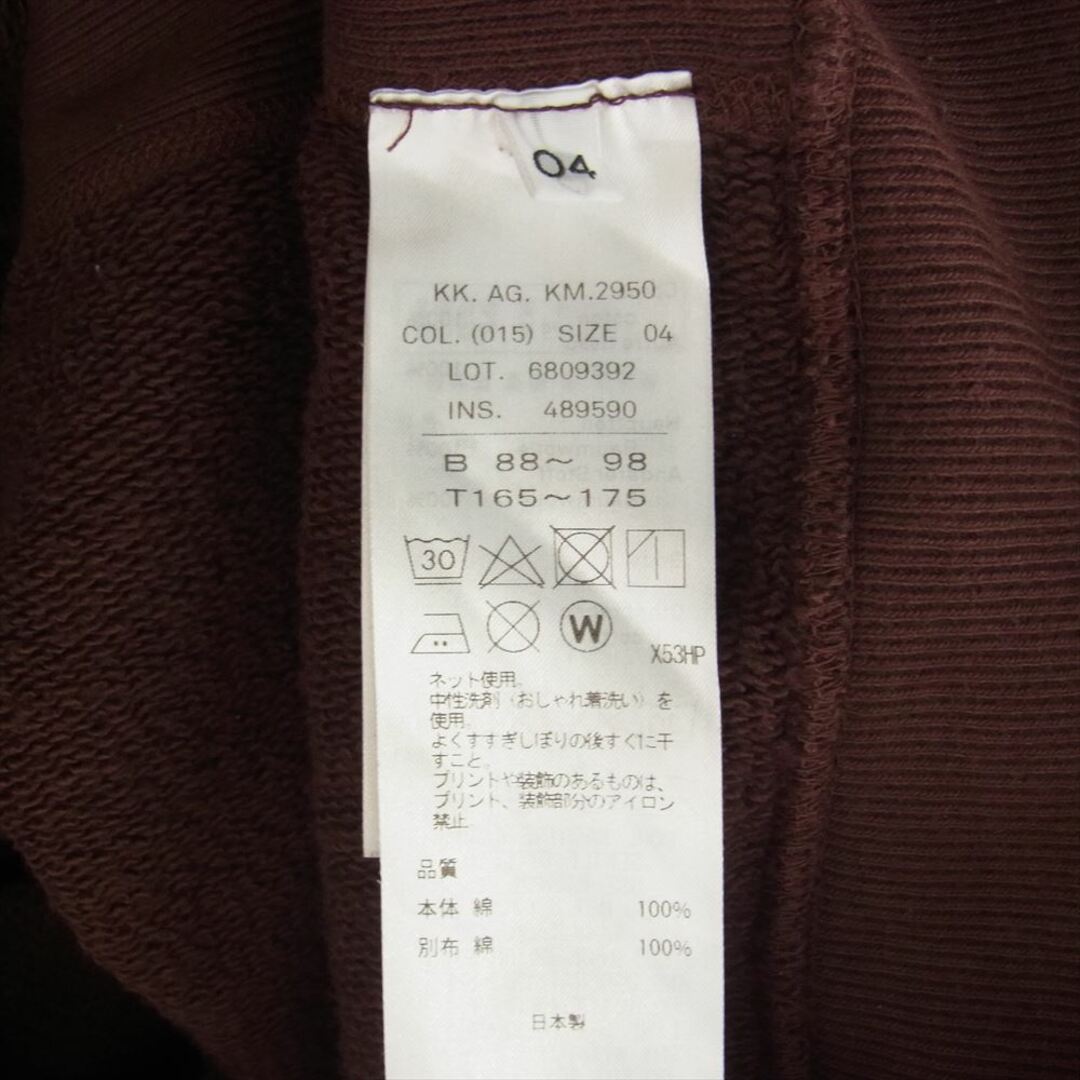 04
KK. AG. KM.2950
COL. (015) SIZE 04
LOT. 6809392
INS. 489590
B 88～ 98
T165～175
30
W
X53HP
ネット使用。
中性洗剤（おしゃれ着洗い）を
使用。
よくすすぎしぼりの後すぐに干
すこと。
プリントや装飾のあるものは、
プリント、装飾部分のアイロン
禁止
品質
本体 綿 100%
別布 綿 100%
日本製